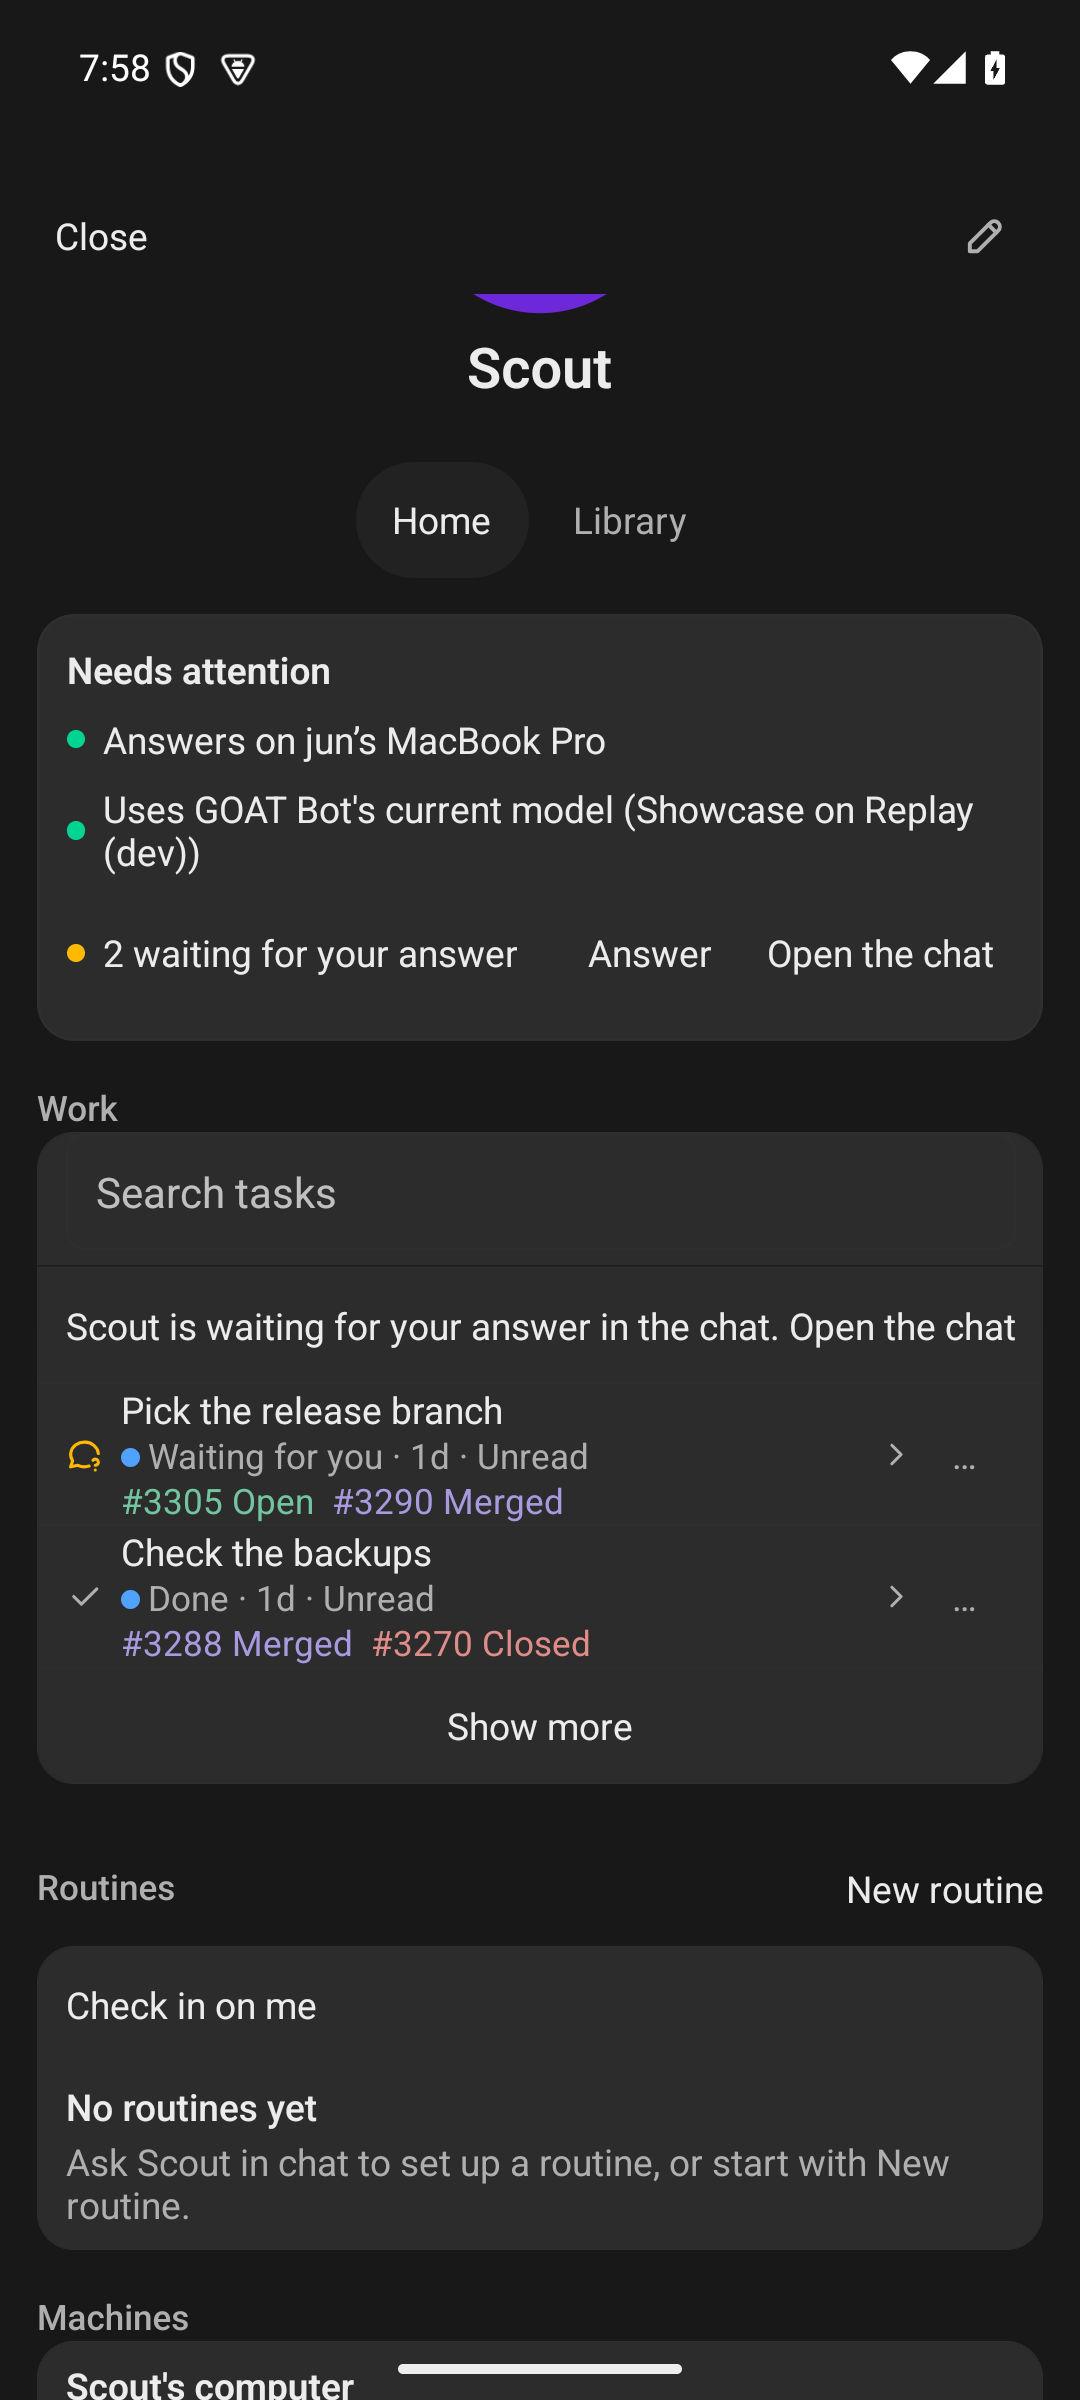 7:58
Close
Scout
Home
Library
Needs attention
Answers on jun’s MacBook Pro
Uses GOAT Bot's current model (Showcase on Replay
(dev))
2 waiting for your answer
Answer
Open the chat
Work
Search tasks
Scout is waiting for your answer in the chat. Open the chat
Pick the release branch
Waiting for you · 1d · Unread
...
#3305 Open #3290 Merged
Check the backups
Done · 1d · Unread
...
#3288 Merged #3270 Closed
Show more
Routines
New routine
Check in on me
No routines yet
Ask Scout in chat to set up a routine, or start with New
routine.
Machines
Scout's computer